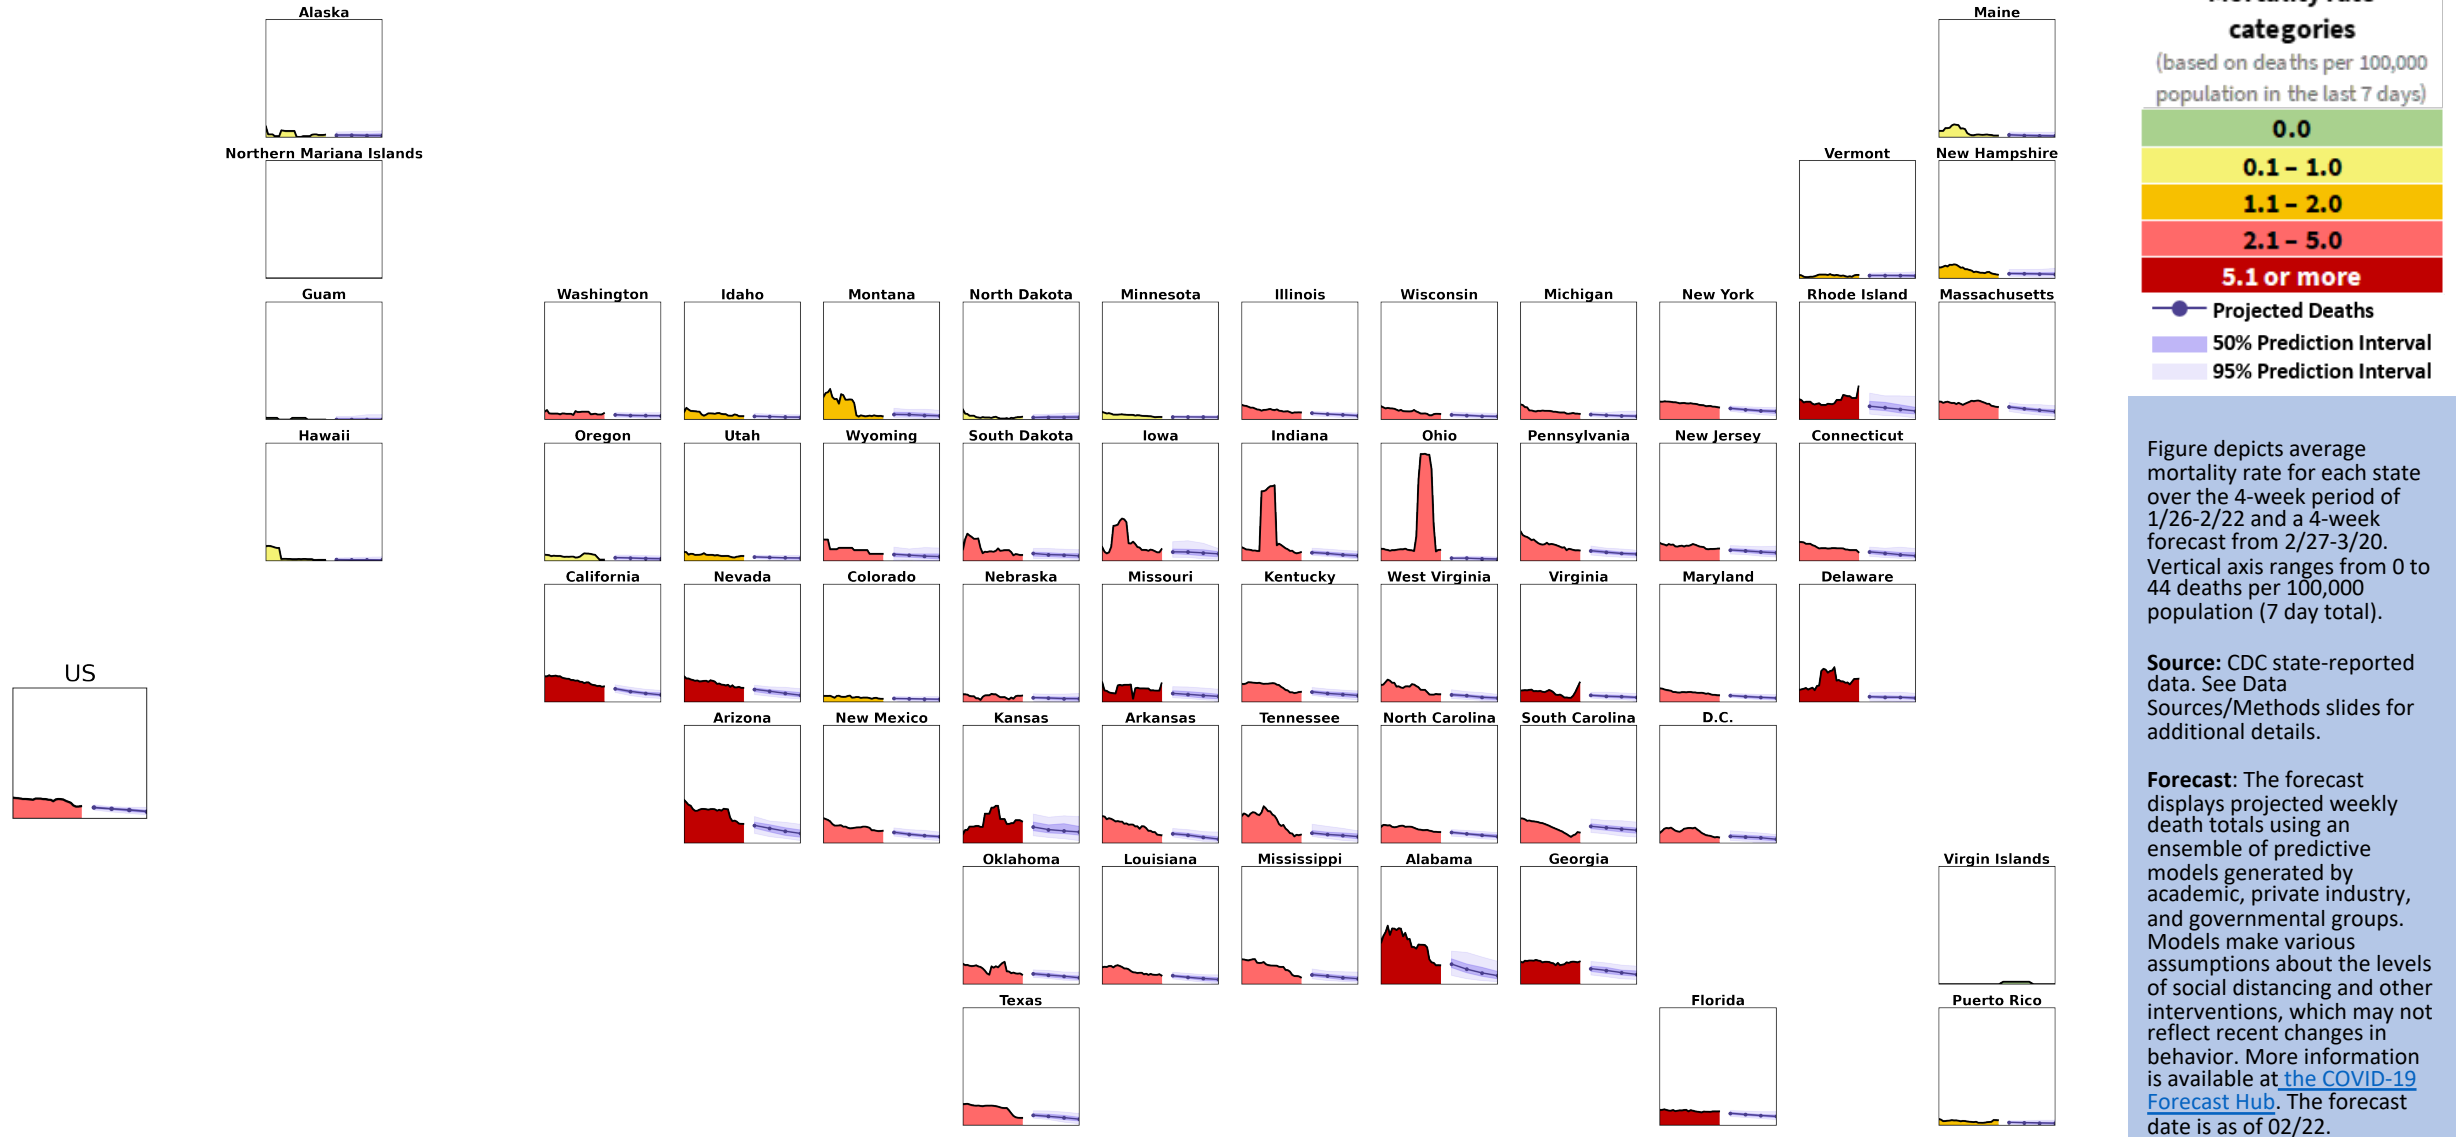 Alaska
Maine
Northern Mariana Islands
Vermont
New Hampshire
Guam
Washington
Idaho
Montana
North Dakota
Minnesota
Illinois
Wisconsin
Michigan
New York
Rhode Island
Massachusetts
Hawaii
Oregon
Utah
Wyoming
South Dakota
Iowa
Indiana
Ohio
Pennsylvania
New Jersey
Connecticut
California
Nevada
Colorado
Nebraska
Missouri
Kentucky
West Virginia
Virginia
Maryland
Delaware
US
Arizona
New Mexico
Kansas
Arkansas
Tennessee
North Carolina
South Carolina
D.C.
Oklahoma
Louisiana
Mississippi
Alabama
Georgia
Virgin Islands
Texas
Florida
Puerto Rico
Mortality rate
categories
(based on deaths per 100,000
population in the last 7 days)
0.0
0.1 – 1.0
1.1 – 2.0
2.1 – 5.0
5.1 or more
Projected Deaths
50% Prediction Interval
95% Prediction Interval
Figure depicts average
mortality rate for each state
over the 4-week period of
1/26-2/22 and a 4-week
forecast from 2/27-3/20.
Vertical axis ranges from 0 to
44 deaths per 100,000
population (7 day total).
Source: CDC state-reported
data. See Data
Sources/Methods slides for
additional details.
Forecast: The forecast
displays projected weekly
death totals using an
ensemble of predictive
models generated by
academic, private industry,
and governmental groups.
Models make various
assumptions about the levels
of social distancing and other
interventions, which may not
reflect recent changes in
behavior. More information
is available at the COVID-19
Forecast Hub. The forecast
date is as of 02/22.